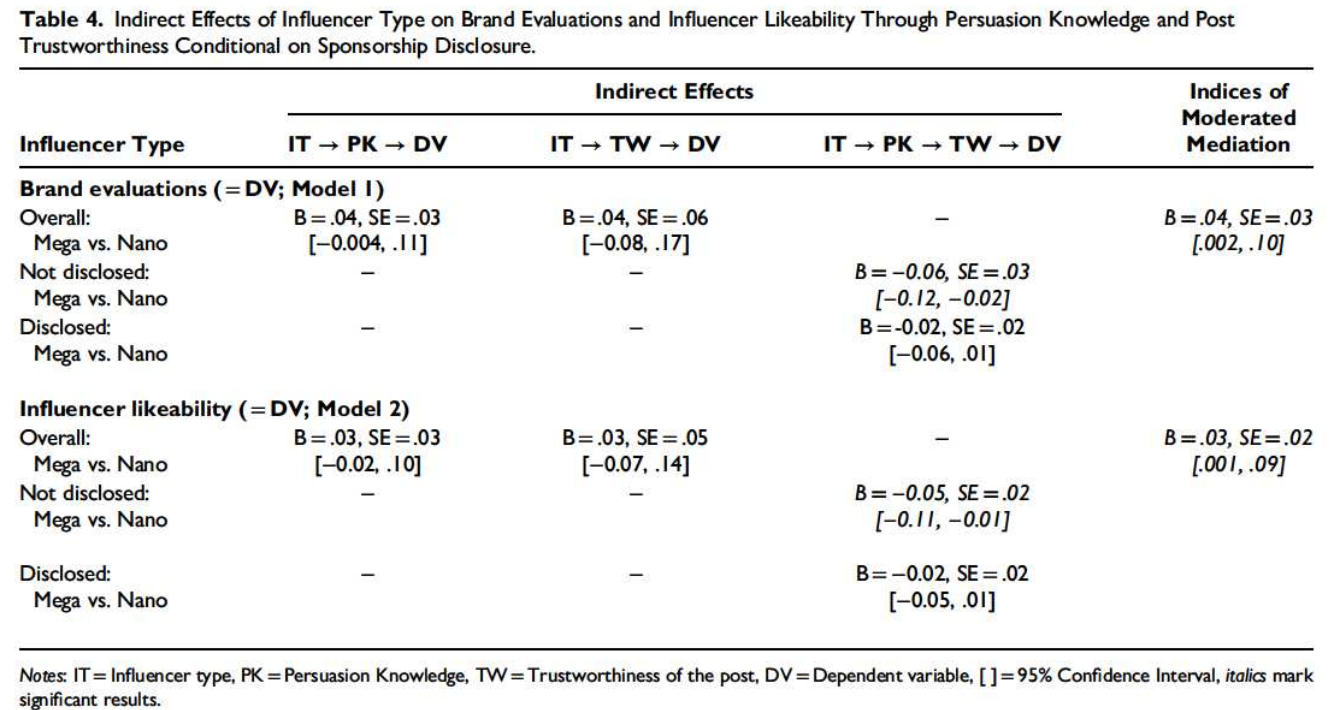 Table 4. Indirect Effects of Influencer Type on Brand Evaluations and Influencer Likeability Through Persuasion Knowledge and Post
Trustworthiness Conditional on Sponsorship Disclosure.
Indirect Effects
Indices of
Moderated
Mediation
Influencer Type IT → PK → DV IT → TW → DV IT → PK → TW → DV
Brand evaluations (=DV; Model 1)
Overall: B=.04, SE=.03 B=.04, SE=.06 – B=.04, SE=.03
Mega vs. Nano [−0.004, .11] [−0.08, .17] [.002, .10]
Not disclosed: – – B=−0.06, SE=.03
Mega vs. Nano [−0.12, −0.02]
Disclosed: – – B=-0.02, SE=.02
Mega vs. Nano [−0.06, .01]
Influencer likeability (=DV; Model 2)
Overall: B=.03, SE=.03 B=.03, SE=.05 – B=.03, SE=.02
Mega vs. Nano [−0.02, .10] [−0.07, .14] [.001, .09]
Not disclosed: – – B=−0.05, SE=.02
Mega vs. Nano [−0.11, −0.01]
Disclosed: – – B=−0.02, SE=.02
Mega vs. Nano [−0.05, .01]
Notes: IT=Influencer type, PK=Persuasion Knowledge, TW=Trustworthiness of the post, DV=Dependent variable, [ ]=95% Confidence Interval, italics mark
significant results.